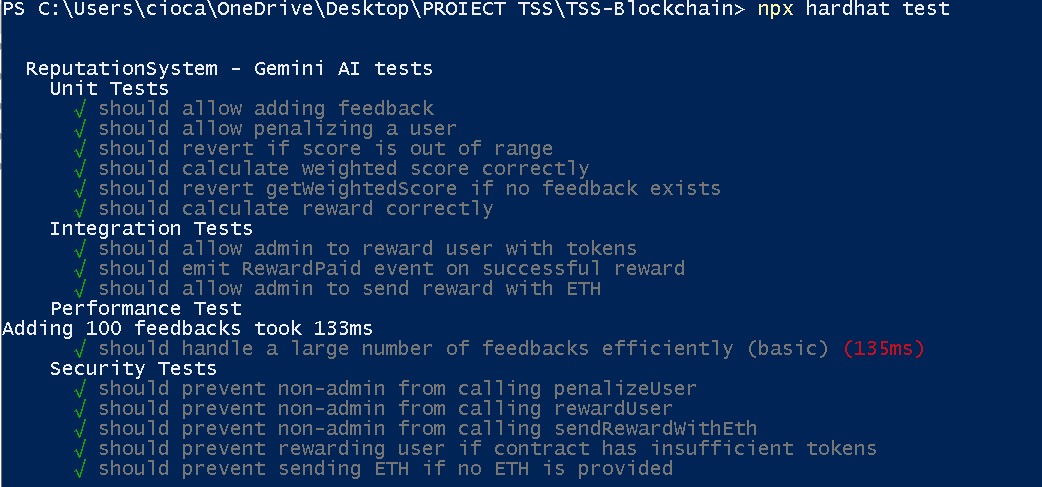 PS C:\Users\cioca\OneDrive\Desktop\PROIECT TSS\TSS-Blockchain> npx hardhat test
ReputationSystem - Gemini AI tests
Unit Tests
√ should allow adding feedback
√ should allow penalizing a user
√ should revert if score is out of range
√ should calculate weighted score correctly
√ should revert getWeightedScore if no feedback exists
√ should calculate reward correctly
Integration Tests
√ should allow admin to reward user with tokens
√ should emit RewardPaid event on successful reward
√ should allow admin to send reward with ETH
Performance Test
Adding 100 feedbacks took 133ms
√ should handle a large number of feedbacks efficiently (basic) (135ms)
Security Tests
√ should prevent non-admin from calling penalizeUser
√ should prevent non-admin from calling rewardUser
√ should prevent non-admin from calling sendRewardWithEth
√ should prevent rewarding user if contract has insufficient tokens
√ should prevent sending ETH if no ETH is provided